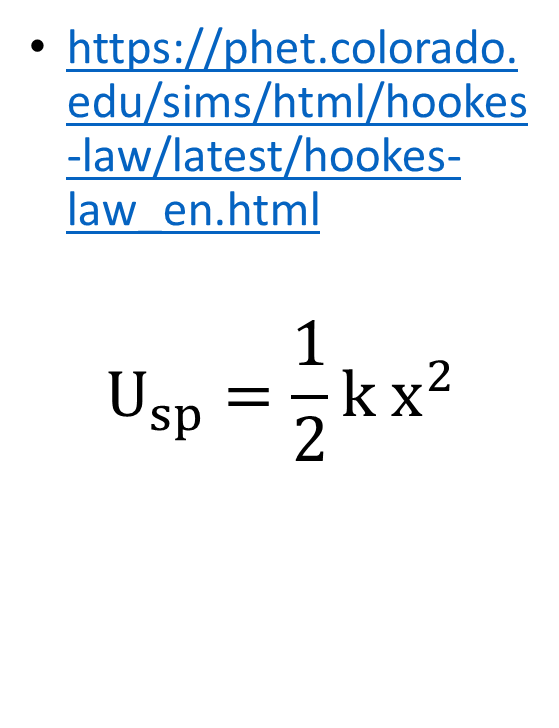 • https://phet.colorado.
edu/sims/html/hookes
-law/latest/hookes-
law_en.html
U_sp = 1/2 k x²